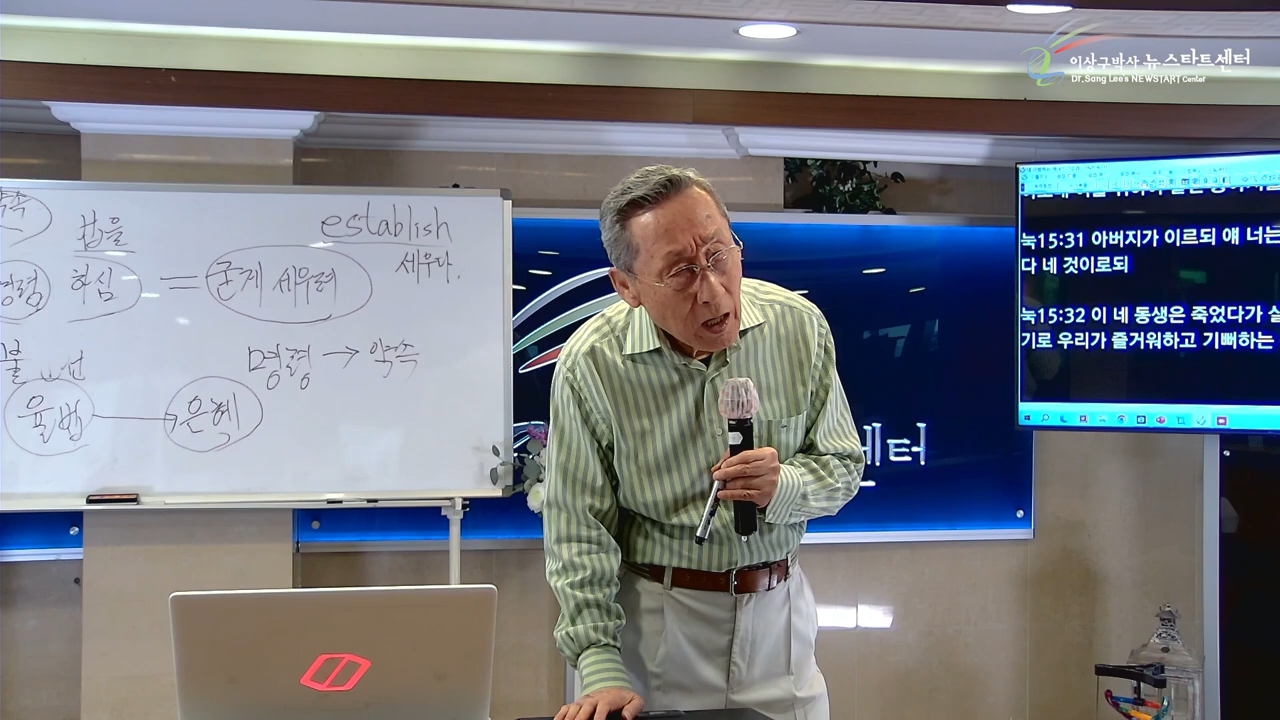 이상구박사 뉴스타트센터
Dr. Sang Lee's NEWSTART Center
법을
establish
세우다.
하심
=
굳게 세우려
명령 → 약속
율법 → 은혜
센터
눅15:31 아버지가 이르되 얘 너는
다 네 것이로되
눅15:32 이 네 동생은 죽었다가 살
기로 우리가 즐거워하고 기뻐하는